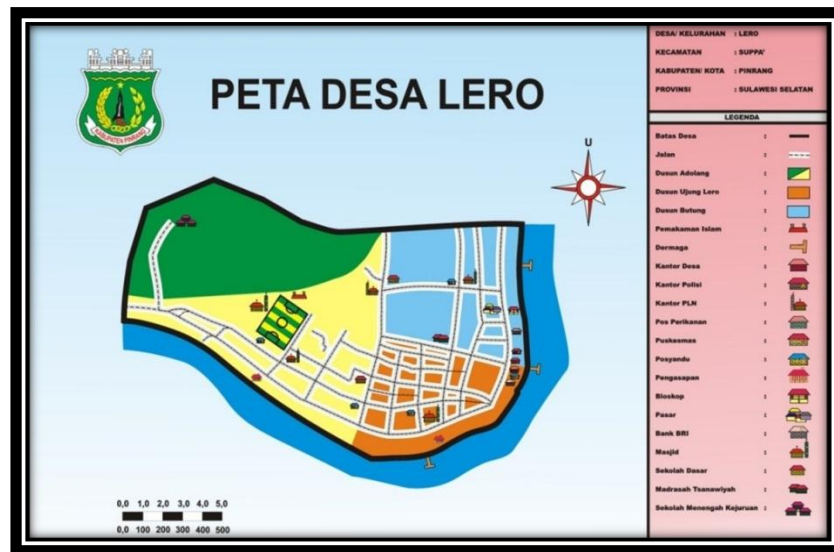 PETA DESA LERO
KABUPATEN PINRANG
U
DESA/ KELURAHAN : LERO
KECAMATAN : SUPPA'
KABUPATEN/ KOTA : PINRANG
PROVINSI : SULAWESI SELATAN
LEGENDA
Batas Desa :
Jalan :
Dusun Adolang :
Dusun Ujung Lero :
Dusun Butung :
Pemakaman Islam :
Dermaga :
Kantor Desa :
Kantor Polisi :
Kantor PLN :
Pos Perikanan :
Puskesmas :
Posyandu :
Pengasapan :
Bioskop :
Pasar :
Bank BRI :
Masjid :
Sekolah Dasar :
Madrasah Tsanawiyah :
Sekolah Menengah Kejuruan :
0,0 1,0 2,0 3,0 4,0 5,0
0,0 100 200 300 400 500